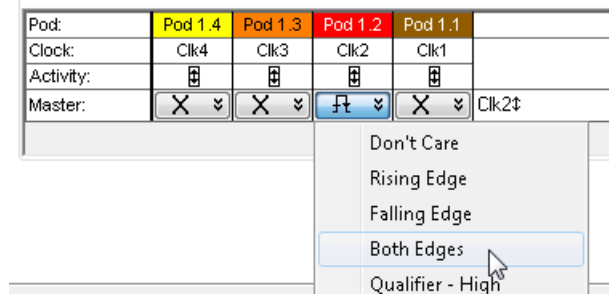 Pod: Pod 1.4 Pod 1.3 Pod 1.2 Pod 1.1
Clock: Clk4 Clk3 Clk2 Clk1
Activity: ↕ ↕ ↕ ↕
Master: X X X Clk2↕
Don't Care
Rising Edge
Falling Edge
Both Edges
Qualifier - High